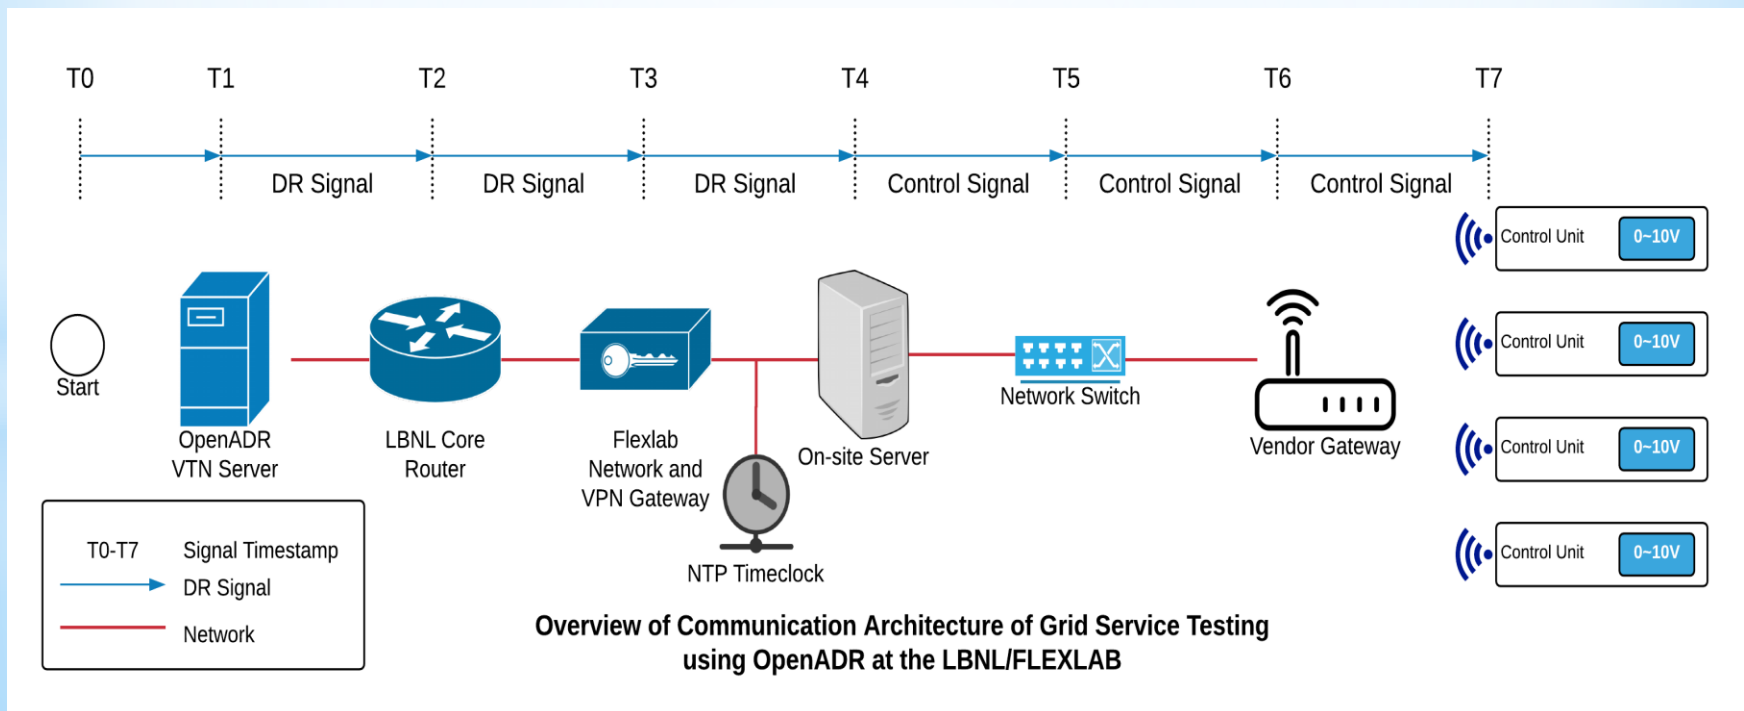 T0 T1 T2 T3 T4 T5 T6 T7
DR Signal DR Signal DR Signal Control Signal Control Signal Control Signal
Control Unit 0~10V
Control Unit 0~10V
Control Unit 0~10V
Control Unit 0~10V
Start
OpenADR
VTN Server
LBNL Core
Router
Flexlab
Network and
VPN Gateway
NTP Timeclock
On-site Server
Network Switch
Vendor Gateway
T0-T7 Signal Timestamp
DR Signal
Network
Overview of Communication Architecture of Grid Service Testing
using OpenADR at the LBNL/FLEXLAB